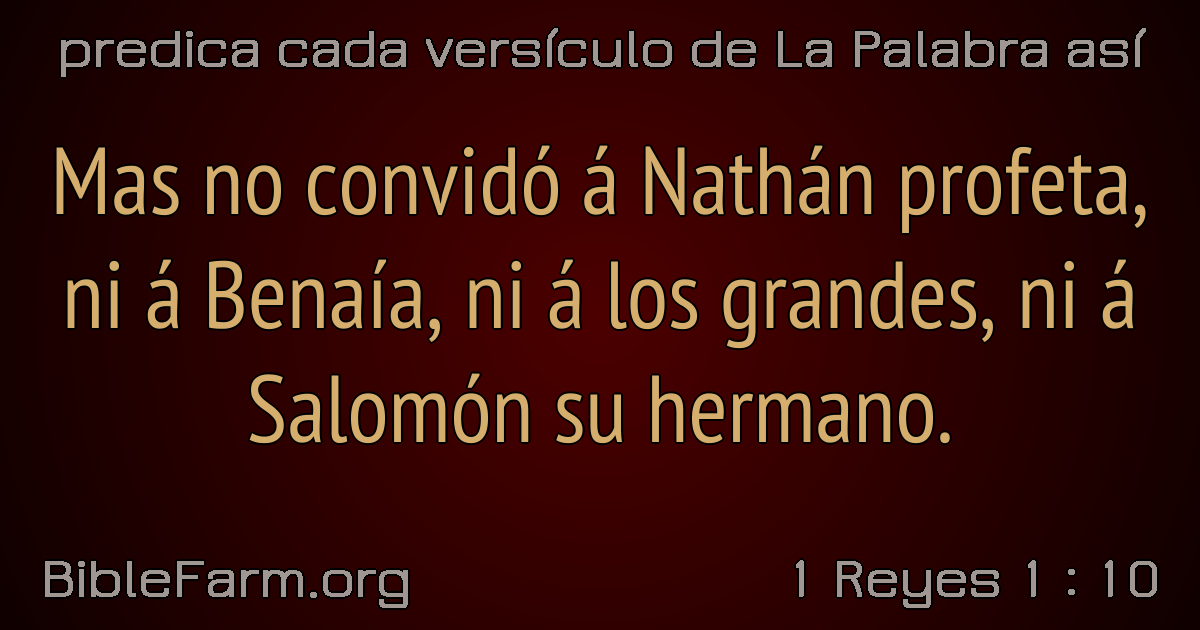 predica cada versículo de La Palabra así
Mas no convidó á Nathán profeta,
ni á Benaía, ni á los grandes, ni á
Salomón su hermano.
BibleFarm.org
1 Reyes 1 : 10